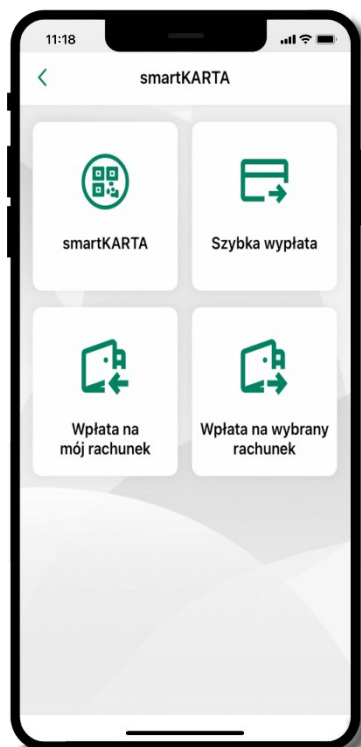 11:18
smartKARTA
smartKARTA
Szybka wypłata
Wpłata na
mój rachunek
Wpłata na wybrany
rachunek